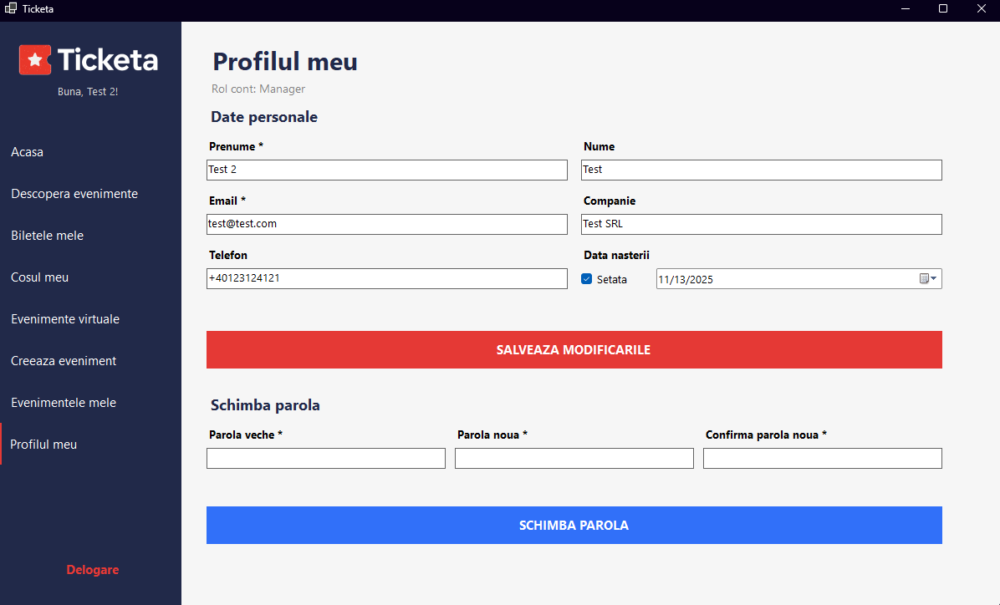 Ticketa
Ticketa
Buna, Test 2!
Acasa
Descopera evenimente
Biletele mele
Cosul meu
Evenimente virtuale
Creeaza eveniment
Evenimentele mele
Profilul meu
Delogare
Profilul meu
Rol cont: Manager
Date personale
Prenume * Nume
Test 2 Test
Email * Companie
test@test.com Test SRL
Telefon Data nasterii
+40123124121 Setata 11/13/2025
SALVEAZA MODIFICARILE
Schimba parola
Parola veche * Parola noua * Confirma parola noua *
SCHIMBA PAROLA